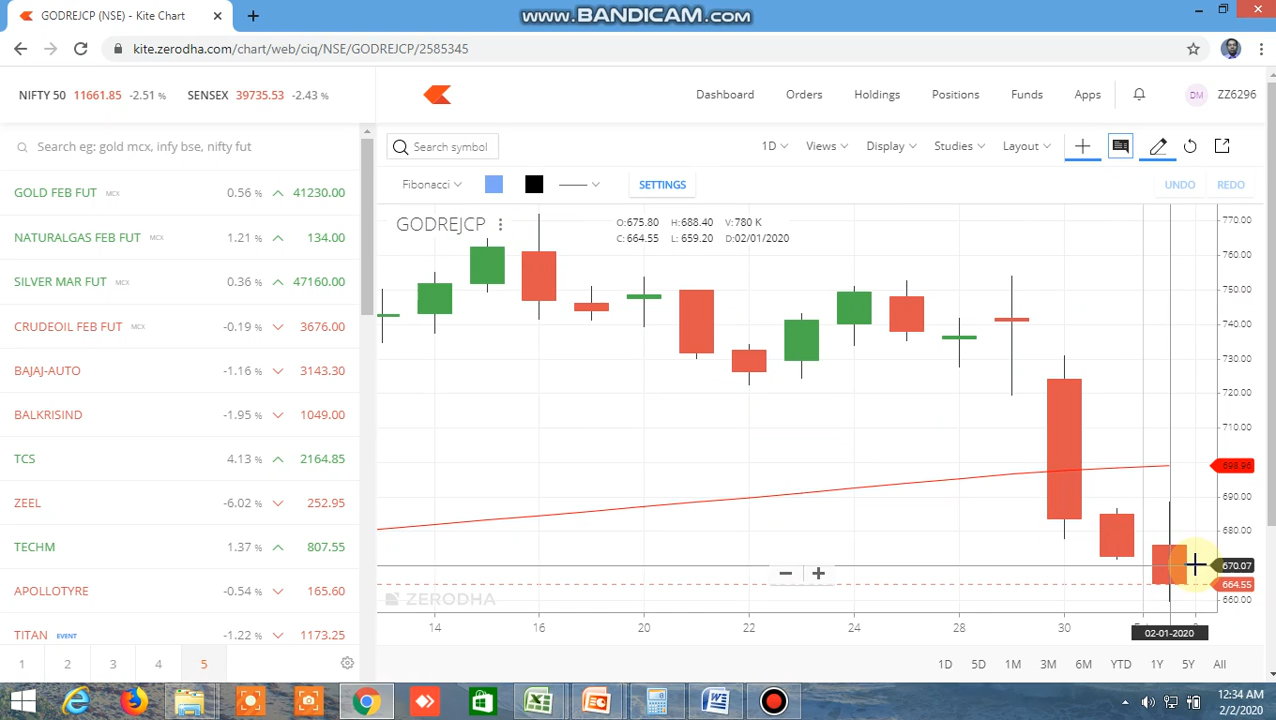 GODREJCP (NSE) - Kite Chart
WWW.BANDICAM.COM
kite.zerodha.com/chart/web/ciq/NSE/GODREJCP/2585345
NIFTY 50 11661.85 -2.51 % SENSEX 39735.53 -2.43 %
Dashboard Orders Holdings Positions Funds Apps DM ZZ6296
Search eg: gold mcx, infy bse, nifty fut
Search symbol 1D Views Display Studies Layout
Fibonacci SETTINGS UNDO REDO
GOLD FEB FUT MCX 0.56 % 41230.00
NATURALGAS FEB FUT MCX 1.21 % 134.00
SILVER MAR FUT MCX 0.36 % 47160.00
CRUDEOIL FEB FUT MCX -0.19 % 3676.00
BAJAJ-AUTO -1.16 % 3143.30
BALKRISIND -1.95 % 1049.00
TCS 4.13 % 2164.85
ZEEL -6.02 % 252.95
TECHM 1.37 % 807.55
APOLLOTYRE -0.54 % 165.60
TITAN EVENT -1.22 % 1173.25
1 2 3 4 5
GODREJCP
O:675.80 H:688.40 V:780 K
C:664.55 L:659.20 D:02/01/2020
770.00
760.00
750.00
740.00
730.00
720.00
710.00
698.96
690.00
680.00
670.07
664.55
660.00
ZERODHA
14 16 20 22 24 28 30
02-01-2020
1D 5D 1M 3M 6M YTD 1Y 5Y All
12:34 AM
2/2/2020